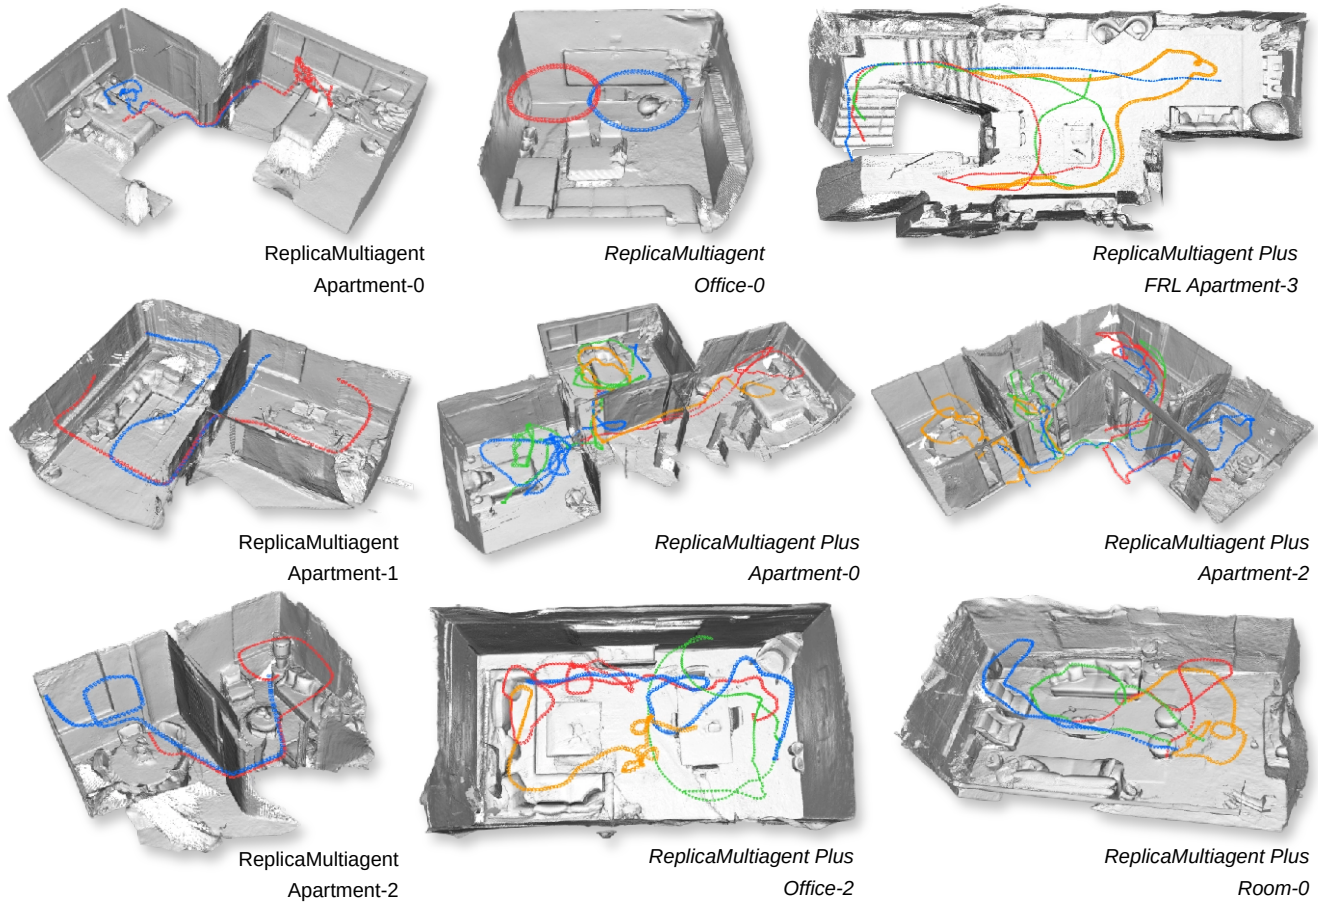 ReplicaMultiagent
Apartment-0
ReplicaMultiagent
Office-0
ReplicaMultiagent Plus
FRL Apartment-3
ReplicaMultiagent
Apartment-1
ReplicaMultiagent Plus
Apartment-0
ReplicaMultiagent Plus
Apartment-2
ReplicaMultiagent
Apartment-2
ReplicaMultiagent Plus
Office-2
ReplicaMultiagent Plus
Room-0